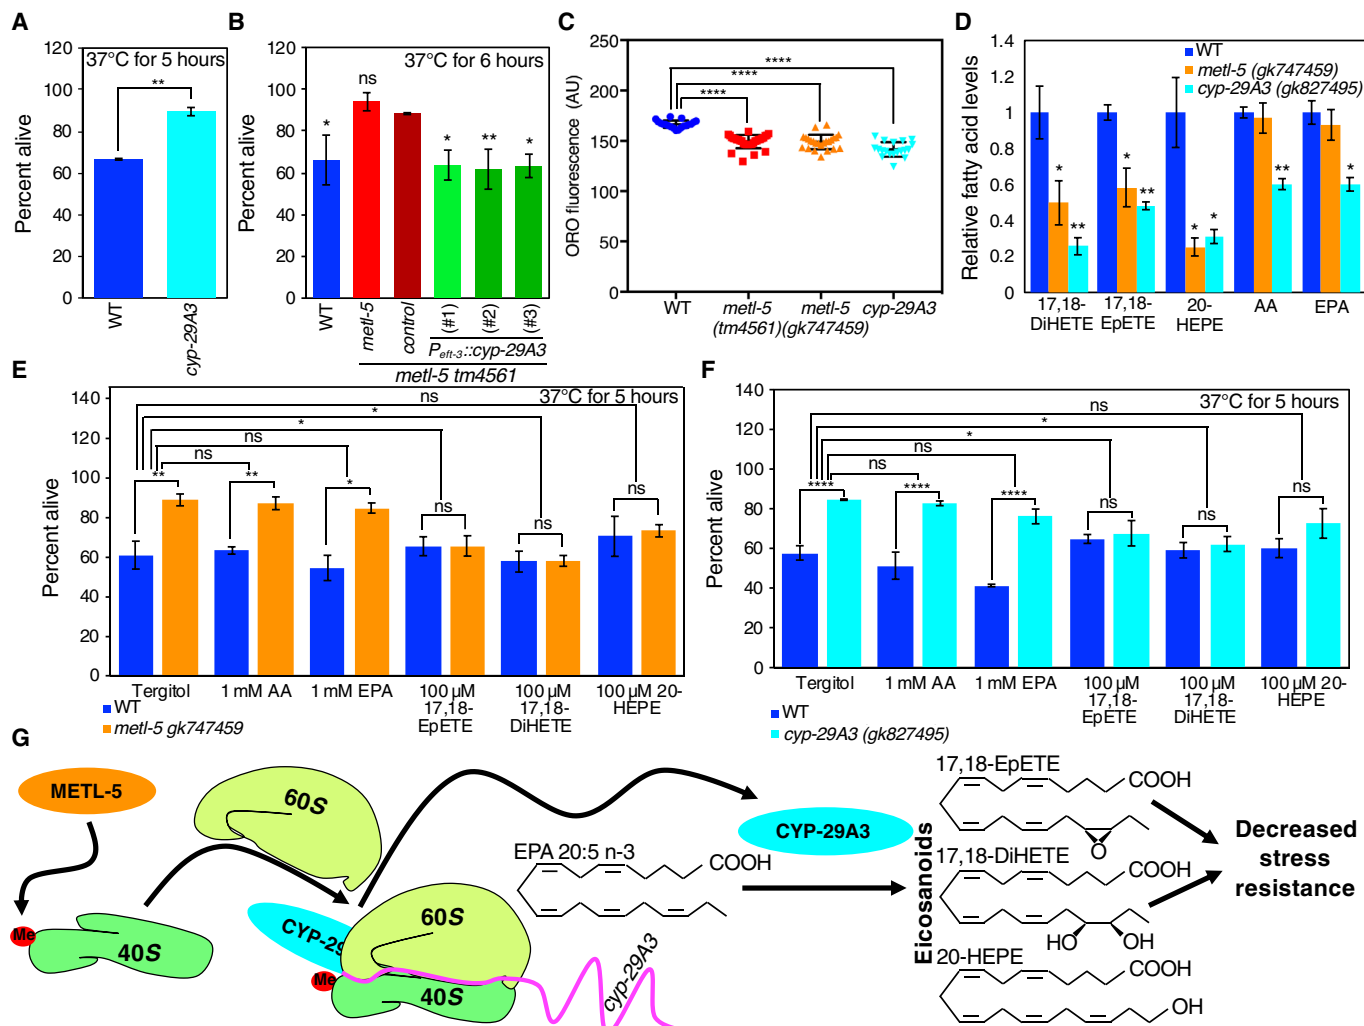 A
120
100
80
60
40
20
0
Percent alive
37°C for 5 hours
**
WT
cyp-29A3
B
120
100
80
60
40
20
0
Percent alive
37°C for 6 hours
*
ns
*
**
*
WT
metl-5
control
(#1)
(#2)
(#3)
Peft-3::cyp-29A3
metl-5 tm4561
C
250
200
150
100
50
0
ORO fluorescence (AU)
****
****
****
WT
metl-5
(tm4561)
metl-5
(gk747459)
cyp-29A3
D
1.4
1.2
1
0.8
0.6
0.4
0.2
0
Relative fatty acid levels
WT
metl-5 (gk747459)
cyp-29A3 (gk827495)
*
**
*
**
*
*
**
*
17,18-
DiHETE
17,18-
EpETE
20-
HEPE
AA
EPA
E
140
120
100
80
60
40
20
0
Percent alive
37°C for 5 hours
ns
*
*
ns
ns
**
**
*
ns
ns
ns
Tergitol
1 mM AA
1 mM EPA
100 µM
17,18-
EpETE
100 µM
17,18-
DiHETE
100 µM 20-
HEPE
WT
metl-5 gk747459
F
140
120
100
80
60
40
20
0
Percent alive
37°C for 5 hours
ns
*
*
ns
ns
****
****
****
ns
ns
ns
Tergitol
1 mM AA
1 mM EPA
100 µM
17,18-
EpETE
100 µM
17,18-
DiHETE
100 µM 20-
HEPE
WT
cyp-29A3 (gk827495)
G
METL-5
Me
40S
60S
CYP-29
Me
60S
40S
cyp-29A3
EPA 20:5 n-3
COOH
CYP-29A3
Eicosanoids
17,18-EpETE
COOH
O
17,18-DiHETE
COOH
HO
OH
20-HEPE
COOH
OH
Decreased
stress
resistance